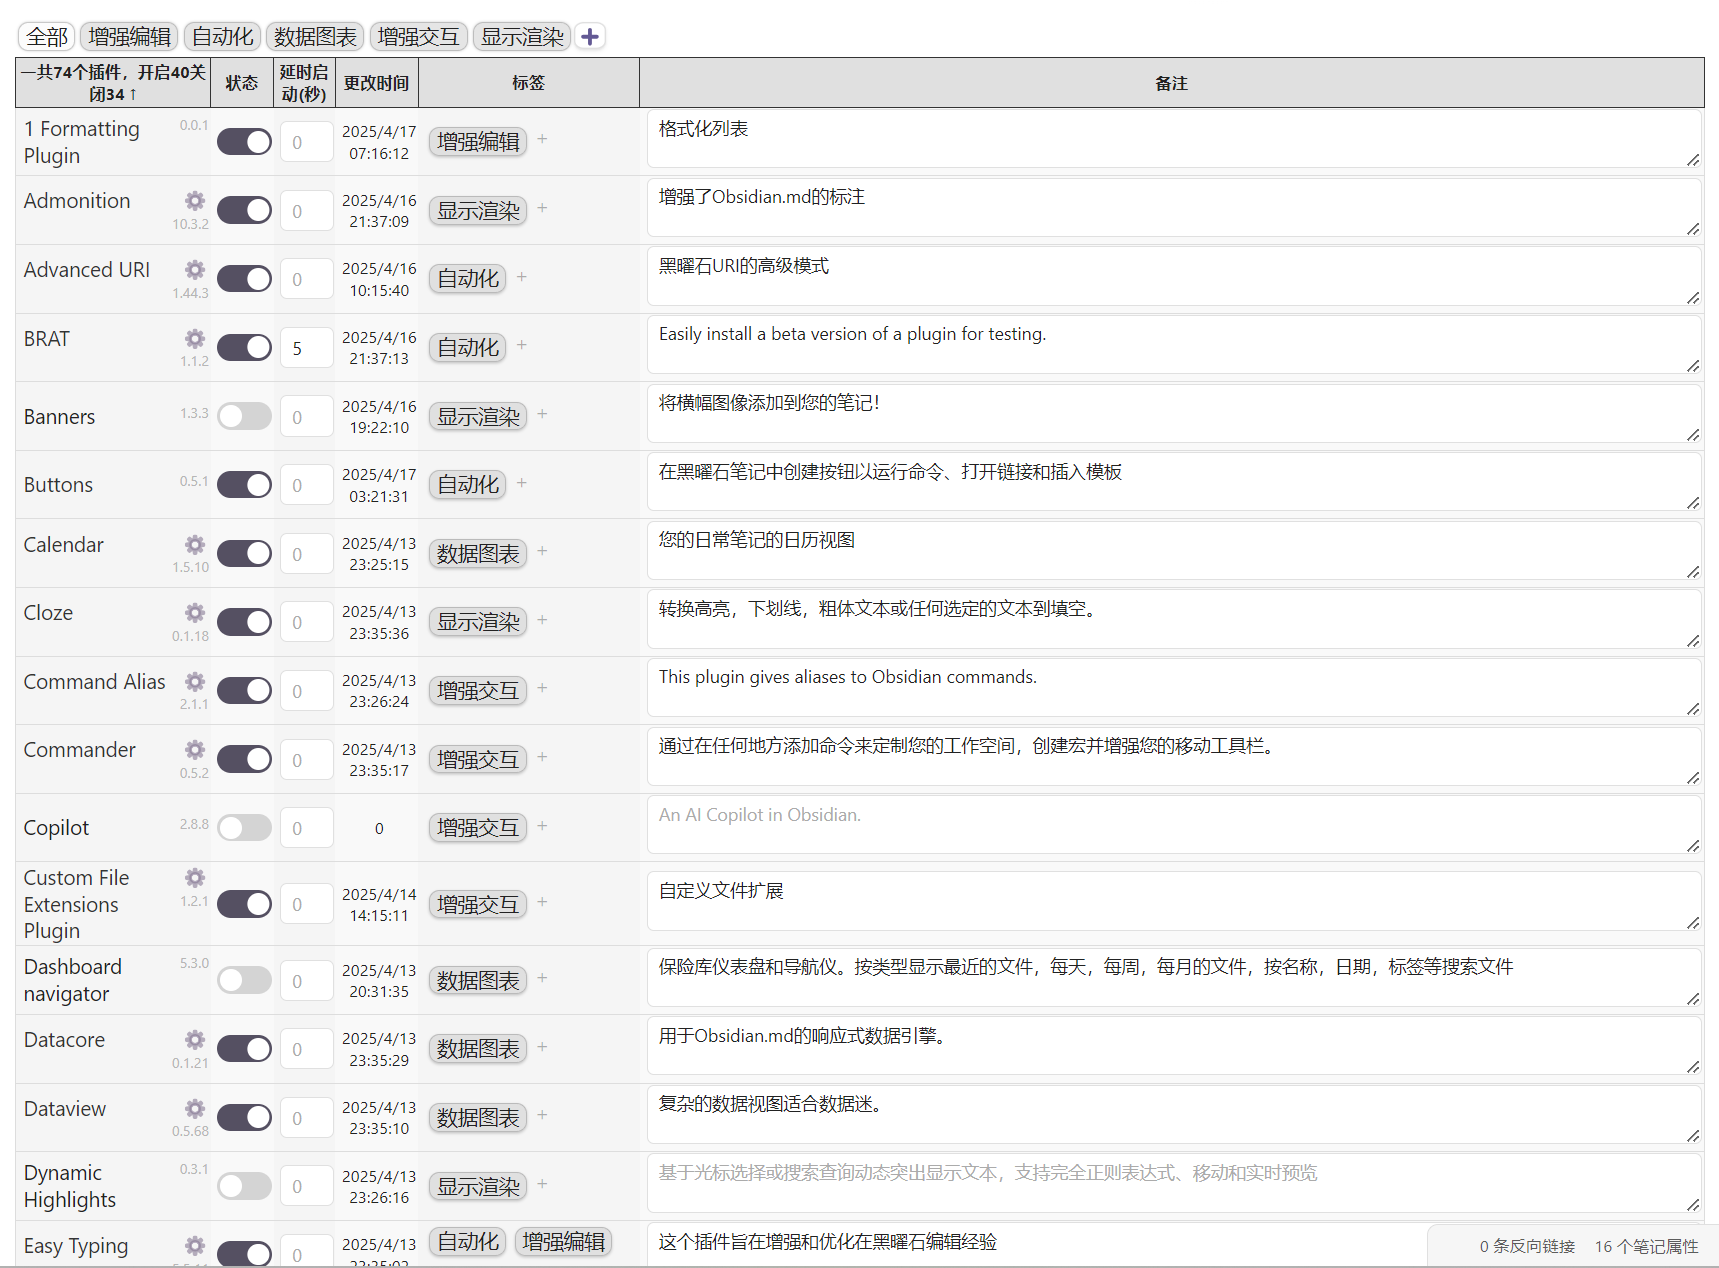 全部 增强编辑 自动化 数据图表 增强交互 显示渲染
一共74个插件，开启40关闭34 ↑ 状态 延时启动(秒) 更改时间 标签 备注
1 Formatting Plugin 0.0.1 0 2025/4/17 07:16:12 增强编辑 + 格式化列表
Admonition 10.3.2 0 2025/4/16 21:37:09 显示渲染 + 增强了Obsidian.md的标注
Advanced URI 1.44.3 0 2025/4/16 10:15:40 自动化 + 黑曜石URI的高级模式
BRAT 1.1.2 5 2025/4/16 21:37:13 自动化 + Easily install a beta version of a plugin for testing.
Banners 1.3.3 0 2025/4/16 19:22:10 显示渲染 + 将横幅图像添加到您的笔记！
Buttons 0.5.1 0 2025/4/17 03:21:31 自动化 + 在黑曜石笔记中创建按钮以运行命令、打开链接和插入模板
Calendar 1.5.10 0 2025/4/13 23:25:15 数据图表 + 您的日常笔记的日历视图
Cloze 0.1.18 0 2025/4/13 23:35:36 显示渲染 + 转换高亮，下划线，粗体文本或任何选定的文本到填空。
Command Alias 2.1.1 0 2025/4/13 23:26:24 增强交互 + This plugin gives aliases to Obsidian commands.
Commander 0.5.2 0 2025/4/13 23:35:17 增强交互 + 通过在任何地方添加命令来定制您的工作空间，创建宏并增强您的移动工具栏。
Copilot 2.8.8 0 0 增强交互 + An AI Copilot in Obsidian.
Custom File Extensions Plugin 1.2.1 0 2025/4/14 14:15:11 增强交互 + 自定义文件扩展
Dashboard navigator 5.3.0 0 2025/4/13 20:31:35 数据图表 + 保险库仪表盘和导航仪。按类型显示最近的文件，每天，每周，每月的文件，按名称，日期，标签等搜索文件
Datacore 0.1.21 0 2025/4/13 23:35:29 数据图表 + 用于Obsidian.md的响应式数据引擎。
Dataview 0.5.68 0 2025/4/13 23:35:10 数据图表 + 复杂的数据视图适合数据迷。
Dynamic Highlights 0.3.1 0 2025/4/13 23:26:16 显示渲染 + 基于光标选择或搜索查询动态突出显示文本，支持完全正则表达式、移动和实时预览
Easy Typing 0 2025/4/13 自动化 增强编辑 这个插件旨在增强和优化在黑曜石编辑经验
0 条反向链接 16 个笔记属性